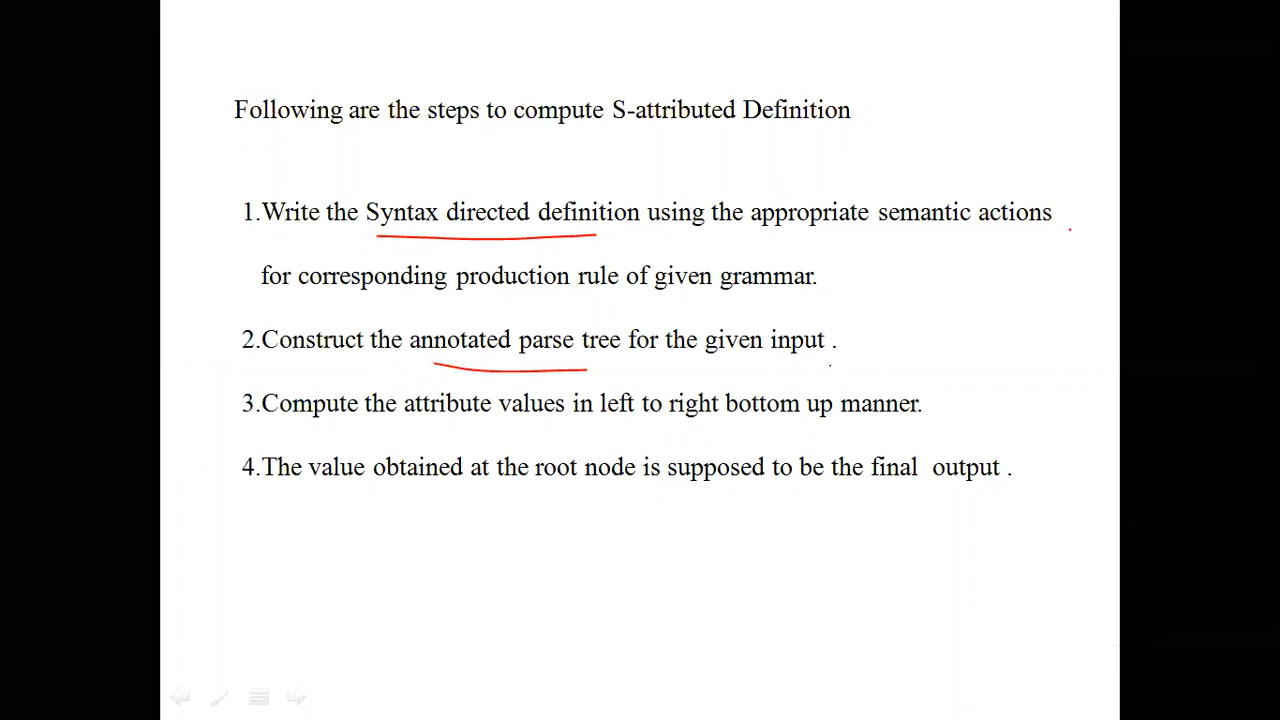 Following are the steps to compute S-attributed Definition
1.Write the Syntax directed definition using the appropriate semantic actions
for corresponding production rule of given grammar.
2.Construct the annotated parse tree for the given input .
3.Compute the attribute values in left to right bottom up manner.
4.The value obtained at the root node is supposed to be the final output .